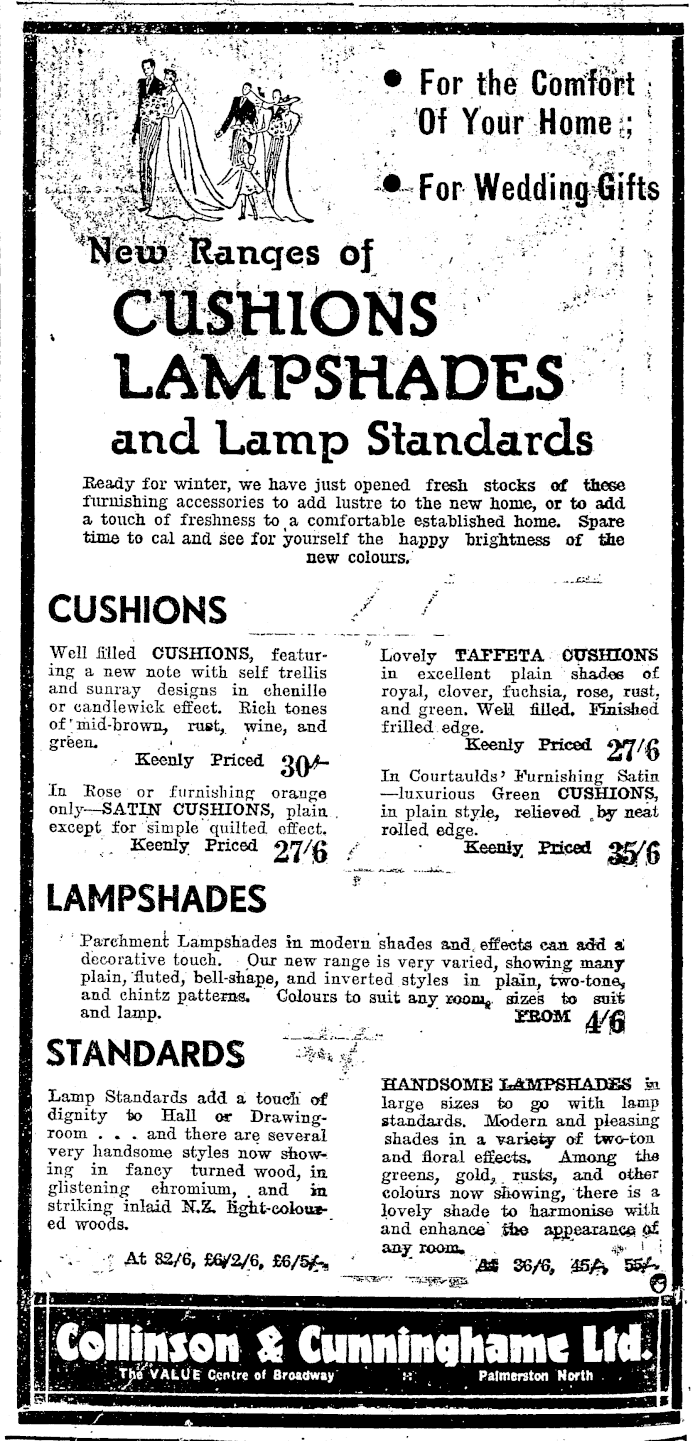 ● For the Comfort
Of Your Home ;
● For Wedding Gifts
New Ranges of
CUSHIONS
LAMPSHADES
and Lamp Standards
Ready for winter, we have just opened fresh stocks of these
furnishing accessories to add lustre to the new home, or to add
a touch of freshness to a comfortable established home. Spare
time to cal and see for yourself the happy brightness of the
new colours.
CUSHIONS
Well filled CUSHIONS, featur-
ing a new note with self trellis
and sunray designs in chenille
or candlewick effect. Rich tones
of mid-brown, rust, wine, and
green.
Keenly Priced 30/-
In Rose or furnishing orange
only—SATIN CUSHIONS, plain
except for simple quilted effect.
Keenly Priced 27/6
Lovely TAFFETA CUSHIONS
in excellent plain shades of
royal, clover, fuchsia, rose, rust,
and green. Well filled. Finished
frilled edge.
Keenly Priced 27/6
In Courtaulds' Furnishing Satin
—luxurious Green CUSHIONS,
in plain style, relieved by neat
rolled edge.
Keenly Priced 35/6
LAMPSHADES
Parchment Lampshades in modern shades and effects can add a
decorative touch. Our new range is very varied, showing many
plain, fluted, bell-shape, and inverted styles in plain, two-tone,
and chintz patterns. Colours to suit any room, sizes to suit
and lamp. FROM 4/6
STANDARDS
Lamp Standards add a touch of
dignity to Hall or Drawing-
room . . . and there are several
very handsome styles now show-
ing in fancy turned wood, in
glistening chromium, and in
striking inlaid N.Z. light-colour-
ed woods.
At 82/6, £6/2/6, £6/5/-.
HANDSOME LAMPSHADES in
large sizes to go with lamp
standards. Modern and pleasing
shades in a variety of two-ton
and floral effects. Among the
greens, gold, rusts, and other
colours now showing, there is a
lovely shade to harmonise with
and enhance the appearance of
any room.
At 36/6, 45/-, 55/-.
Collinson & Cunninghame Ltd.
The VALUE Centre of Broadway :-: Palmerston North